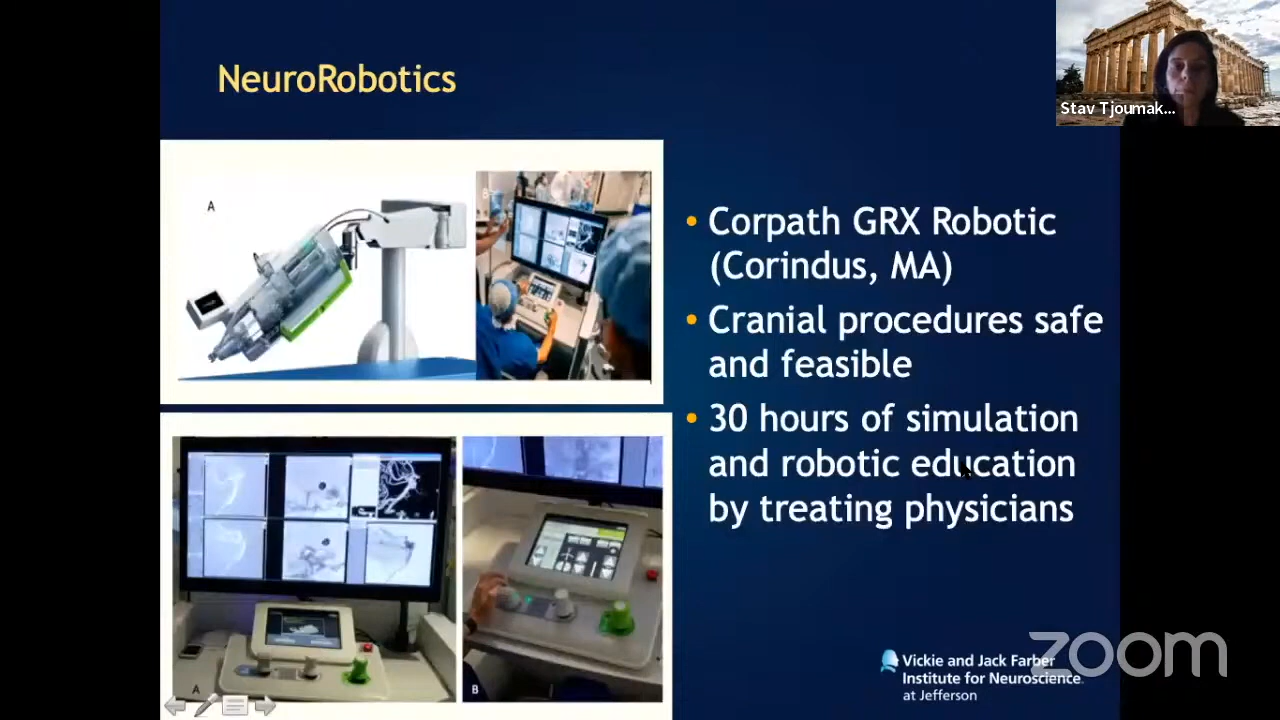 NeuroRobotics
Stav Tjoumak...
A
Corpath GRX Robotic
(Corindus, MA)
Cranial procedures safe
and feasible
30 hours of simulation
and robotic education
by treating physicians
A
B
Vickie and Jack Farber
Institute for Neuroscience
at Jefferson
zoom